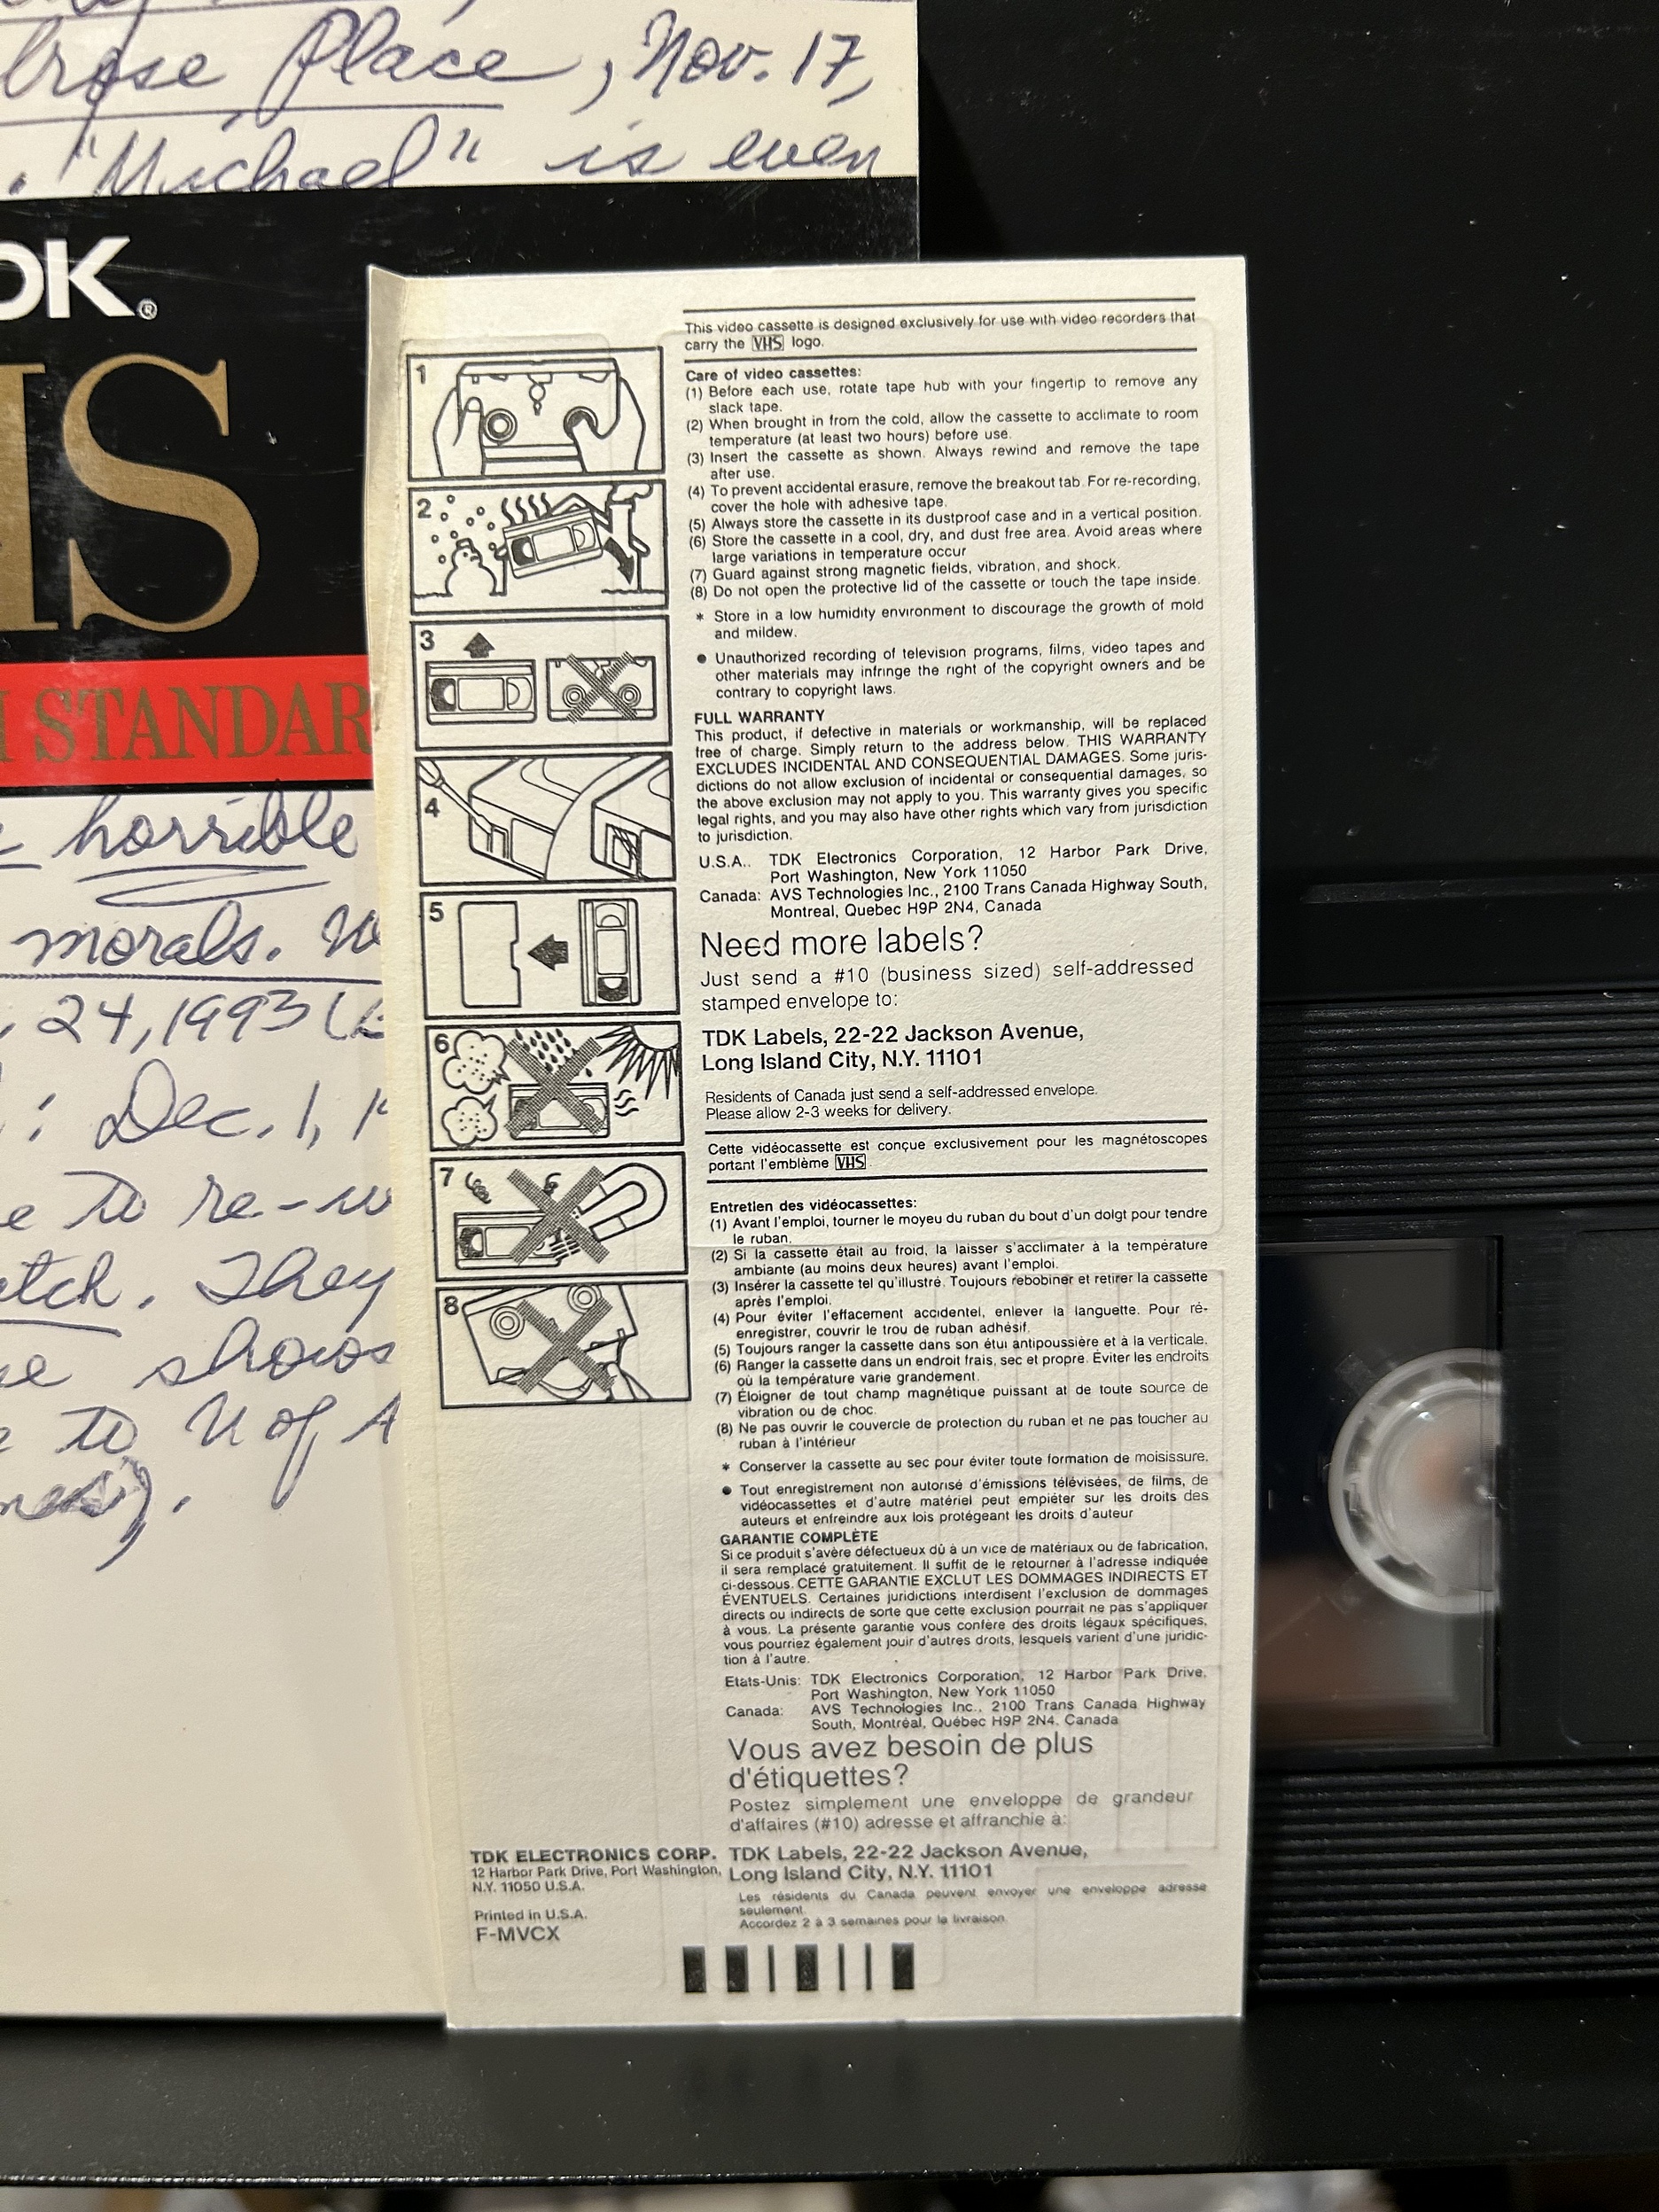 lrose Place, Nov. 17,
. "Michael" is even
DK®
HS
STANDAR
horrible
morals.
, 24, 1993
: Dec. 1,
to re-
atch. They
shows
to U of A
This video cassette is designed exclusively for use with video recorders that
carry the VHS logo.
Care of video cassettes:
(1) Before each use, rotate tape hub with your fingertip to remove any
slack tape.
(2) When brought in from the cold, allow the cassette to acclimate to room
temperature (at least two hours) before use.
(3) Insert the cassette as shown. Always rewind and remove the tape
after use.
(4) To prevent accidental erasure, remove the breakout tab. For re-recording,
cover the hole with adhesive tape.
(5) Always store the cassette in its dustproof case and in a vertical position.
(6) Store the cassette in a cool, dry, and dust free area. Avoid areas where
large variations in temperature occur
(7) Guard against strong magnetic fields, vibration, and shock.
(8) Do not open the protective lid of the cassette or touch the tape inside.
* Store in a low humidity environment to discourage the growth of mold
and mildew.
● Unauthorized recording of television programs, films, video tapes and
other materials may infringe the right of the copyright owners and be
contrary to copyright laws.
FULL WARRANTY
This product, if defective in materials or workmanship, will be replaced
free of charge. Simply return to the address below. THIS WARRANTY
EXCLUDES INCIDENTAL AND CONSEQUENTIAL DAMAGES. Some juris-
dictions do not allow exclusion of incidental or consequential damages, so
the above exclusion may not apply to you. This warranty gives you specific
legal rights, and you may also have other rights which vary from jurisdiction
to jurisdiction.
U.S.A.. TDK Electronics Corporation, 12 Harbor Park Drive,
Port Washington, New York 11050
Canada: AVS Technologies Inc., 2100 Trans Canada Highway South,
Montreal, Quebec H9P 2N4, Canada
Need more labels?
Just send a #10 (business sized) self-addressed
stamped envelope to:
TDK Labels, 22-22 Jackson Avenue,
Long Island City, N.Y. 11101
Residents of Canada just send a self-addressed envelope.
Please allow 2-3 weeks for delivery.
Cette vidéocassette est conçue exclusivement pour les magnétoscopes
portant l'emblème VHS.
Entretien des vidéocassettes:
(1) Avant l'emploi, tourner le moyeu du ruban du bout d'un doigt pour tendre
le ruban.
(2) Si la cassette était au froid, la laisser s'acclimater à la température
ambiante (au moins deux heures) avant l'emploi.
(3) Insérer la cassette tel qu'illustré. Toujours rebobiner et retirer la cassette
après l'emploi.
(4) Pour éviter l'effacement accidentel, enlever la languette. Pour ré-
enregistrer, couvrir le trou de ruban adhésif.
(5) Toujours ranger la cassette dans son étui antipoussière et à la verticale.
(6) Ranger la cassette dans un endroit frais, sec et propre. Éviter les endroits
où la température varie grandement.
(7) Éloigner de tout champ magnétique puissant at de toute source de
vibration ou de choc.
(8) Ne pas ouvrir le couvercle de protection du ruban et ne pas toucher au
ruban à l'intérieur
* Conserver la cassette au sec pour éviter toute formation de moisissure.
● Tout enregistrement non autorisé d'émissions télévisées, de films, de
vidéocassettes et d'autre matériel peut empiéter sur les droits des
auteurs et enfreindre aux lois protégeant les droits d'auteur
GARANTIE COMPLÈTE
Si ce produit s'avère défectueux dû à un vice de matériaux ou de fabrication,
il sera remplacé gratuitement. Il suffit de le retourner à l'adresse indiquée
ci-dessous. CETTE GARANTIE EXCLUT LES DOMMAGES INDIRECTS ET
ÉVENTUELS. Certaines juridictions interdisent l'exclusion de dommages
directs ou indirects de sorte que cette exclusion pourrait ne pas s'appliquer
à vous. La présente garantie vous confère des droits légaux spécifiques,
vous pourriez également jouir d'autres droits, lesquels varient d'une juridic-
tion à l'autre.
Etats-Unis: TDK Electronics Corporation, 12 Harbor Park Drive,
Port Washington, New York 11050
Canada: AVS Technologies Inc., 2100 Trans Canada Highway
South, Montréal, Québec H9P 2N4, Canada
Vous avez besoin de plus
d'étiquettes?
Postez simplement une enveloppe de grandeur
d'affaires (#10) adresse et affranchie à:
TDK Labels, 22-22 Jackson Avenue,
Long Island City, N.Y. 11101
Les résidents du Canada peuvent envoyer une enveloppe adresse
seulement.
Accordez 2 à 3 semaines pour la livraison.
1
2
3
4
5
6
7
8
TDK ELECTRONICS CORP.
12 Harbor Park Drive, Port Washington,
N.Y. 11050 U.S.A.
Printed in U.S.A.
F-MVCX